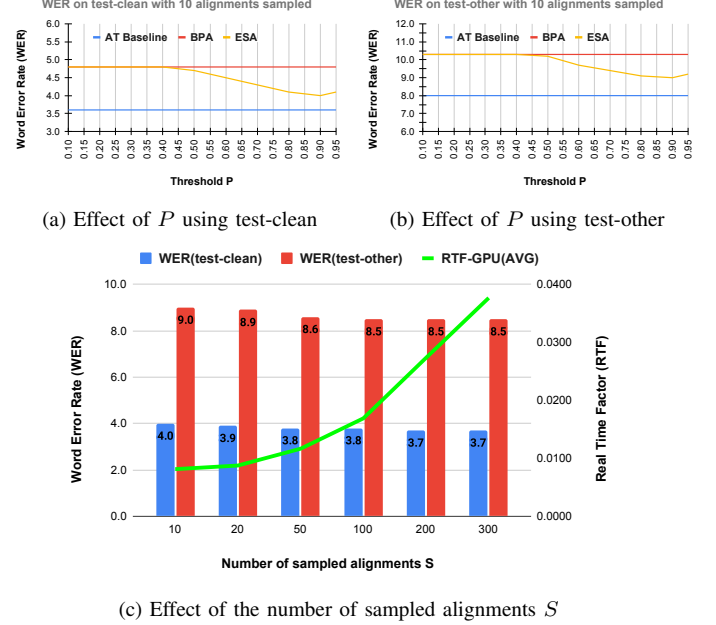 WER on test-clean with 10 alignments sampled
Word Error Rate (WER)
6.0
5.5
5.0
4.5
4.0
3.5
3.0
AT Baseline BPA ESA
0.10 0.15 0.20 0.25 0.30 0.35 0.40 0.45 0.50 0.55 0.60 0.65 0.70 0.75 0.80 0.85 0.90 0.95
Threshold P
(a) Effect of P using test-clean
WER on test-other with 10 alignments sampled
Word Error Rate (WER)
12.0
11.0
10.0
9.0
8.0
7.0
6.0
AT Baseline BPA ESA
0.10 0.15 0.20 0.25 0.30 0.35 0.40 0.45 0.50 0.55 0.60 0.65 0.70 0.75 0.80 0.85 0.90 0.95
Threshold P
(b) Effect of P using test-other
WER(test-clean) WER(test-other) RTF-GPU(AVG)
Word Error Rate (WER)
10.0
8.0
6.0
4.0
2.0
0.0
4.0 9.0 3.9 8.9 3.8 8.6 3.8 8.5 3.7 8.5 3.7 8.5
0.0400
0.0300
0.0200
0.0100
0.0000
Real Time Factor (RTF)
10 20 50 100 200 300
Number of sampled alignments S
(c) Effect of the number of sampled alignments S